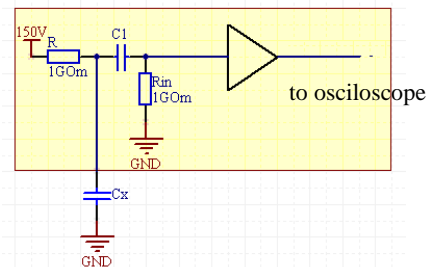 150V
R
1GOm
C1
Rin
1GOm
to osciloscope
GND
Cx
GND